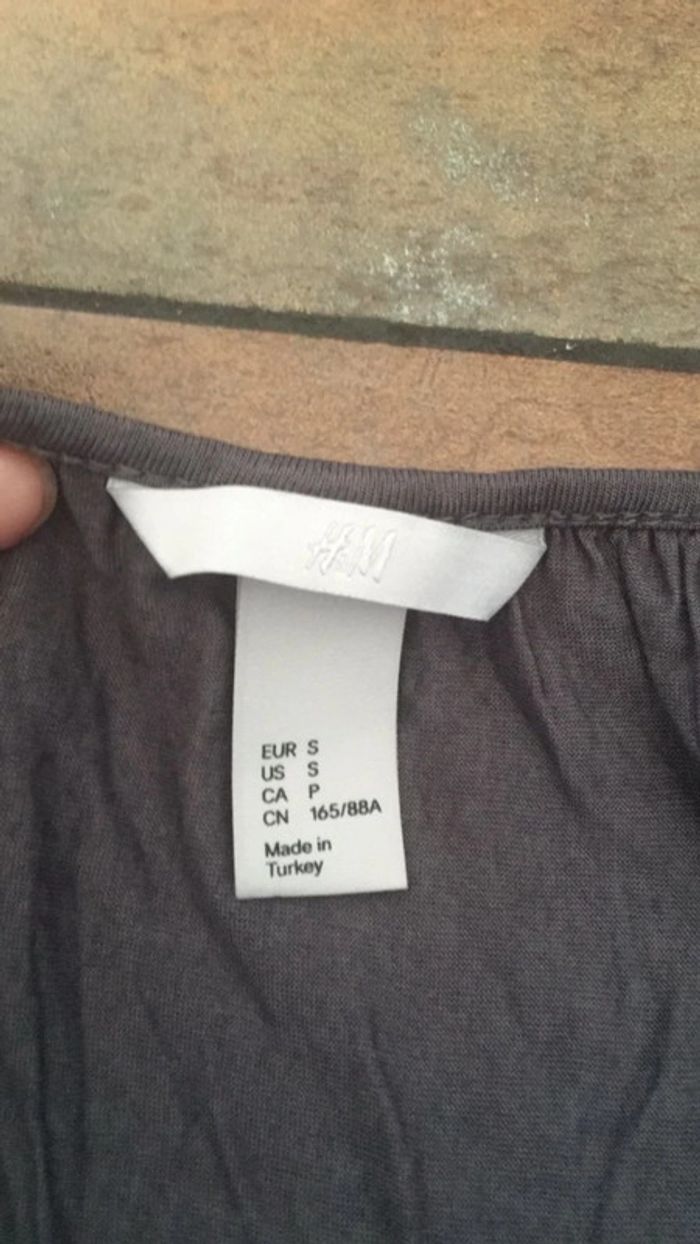 H&M
EUR S
US S
CA P
CN 165/88A
Made in
Turkey